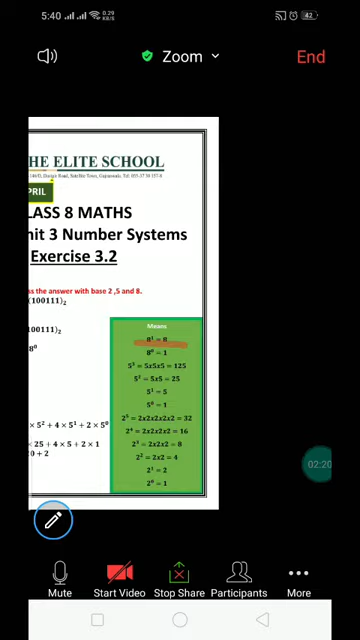 5:40
0.29
KB/S
42
Zoom
End
HE ELITE SCHOOL
PRIL
LASS 8 MATHS
nit 3 Number Systems
Exercise 3.2
ss the answer with base 2 ,5 and 8.
(100111)₂
100111)₂
8⁰
× 5² + 4 × 5¹ + 2 × 5⁰
× 25 + 4 × 5 + 2 × 1
20 + 2
Means
8¹ = 8
8⁰ = 1
5³ = 5x5x5 = 125
5² = 5x5 = 25
5¹ = 5
5⁰ = 1
2⁵ = 2x2x2x2x2 = 32
2⁴ = 2x2x2x2 = 16
2³ = 2x2x2 = 8
2² = 2x2 = 4
2¹ = 2
2⁰ = 1
02:20
Mute
Start Video
Stop Share
Participants
More